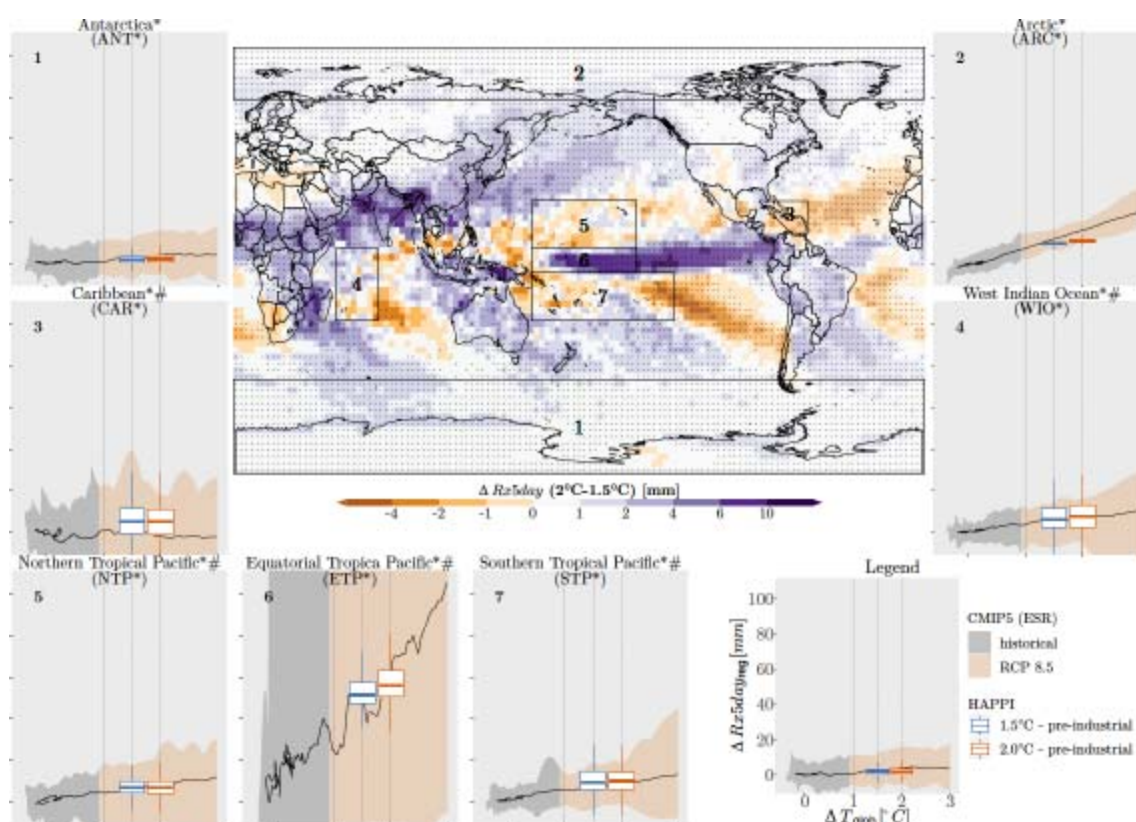 Antarctica*
(ANT*)
1
Arctic*
(ARC*)
2
2
5
6
3
4
7
1
Caribbean*#
(CAR*)
3
West Indian Ocean*#
(WIO*)
4
Δ Rx5day (2°C-1.5°C) [mm]
-4 -2 -1 0 1 2 4 6 10
Northern Tropical Pacific*#
(NTP*)
5
Equatorial Tropica Pacific*#
(ETP*)
6
Southern Tropical Pacific*#
(STP*)
7
Legend
Δ Rx5day_reg [mm]
100
80
60
40
20
0
0 1 2 3
Δ T [°C]
CMIP5 (ESR)
historical
RCP 8.5
HAPPI
1.5°C - pre-industrial
2.0°C - pre-industrial